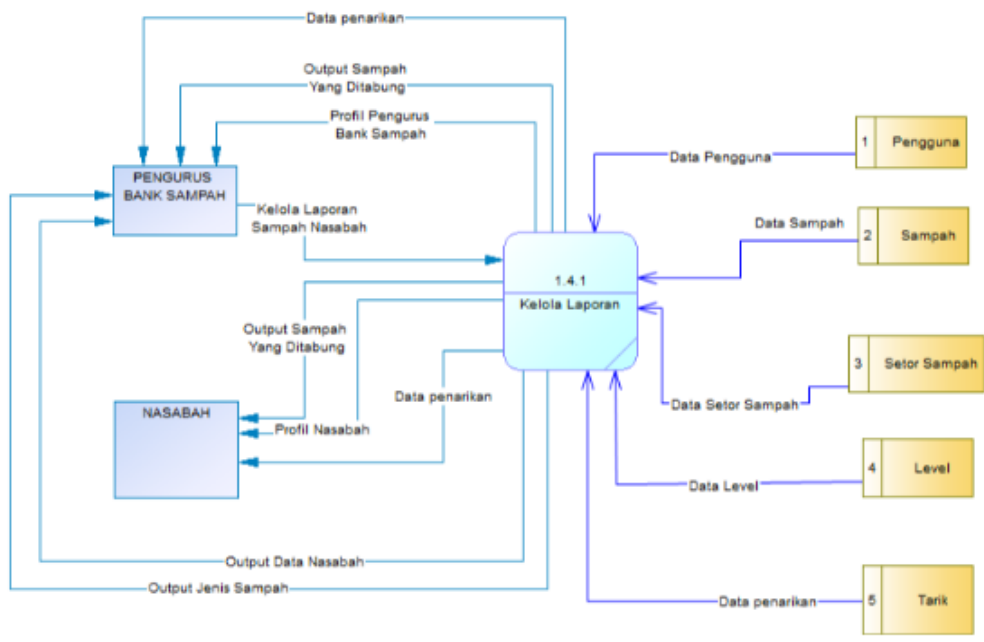 Data penarikan
Output Sampah
Yang Ditabung
Profil Pengurus
Bank Sampah
PENGURUS
BANK SAMPAH
Kelola Laporan
Sampah Nasabah
Data Pengguna
1 Pengguna
Data Sampah
2 Sampah
1.4.1
Kelola Laporan
Output Sampah
Yang Ditabung
Data penarikan
Profil Nasabah
NASABAH
3 Setor Sampah
Data Setor Sampah
4 Level
Data Level
Output Data Nasabah
Output Jenis Sampah
Data penarikan
5 Tarik